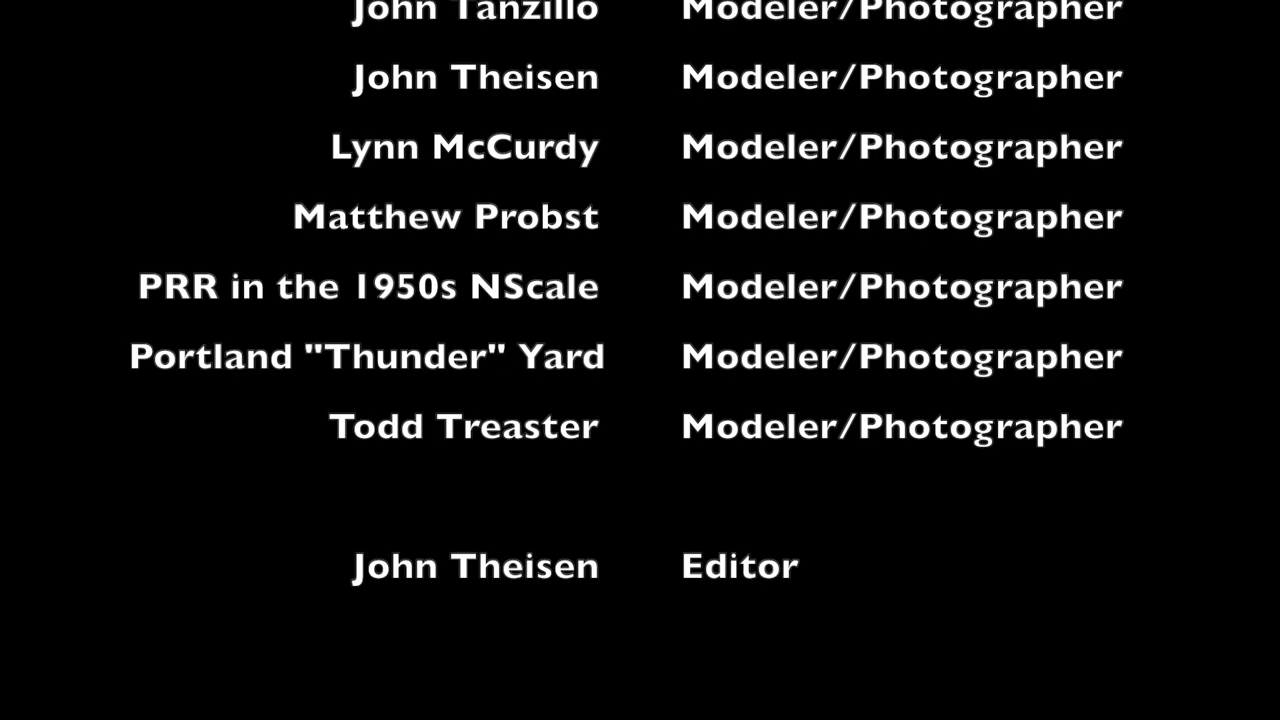 John Tanzillo Modeler/Photographer
John Theisen Modeler/Photographer
Lynn McCurdy Modeler/Photographer
Matthew Probst Modeler/Photographer
PRR in the 1950s NScale Modeler/Photographer
Portland "Thunder" Yard Modeler/Photographer
Todd Treaster Modeler/Photographer
John Theisen Editor